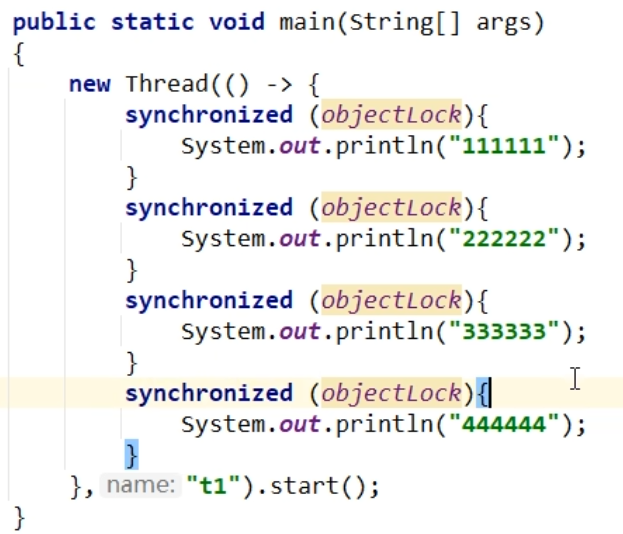 public static void main(String[] args)
{
    new Thread(() -> {
        synchronized (objectLock){
            System.out.println("111111");
        }
        synchronized (objectLock){
            System.out.println("222222");
        }
        synchronized (objectLock){
            System.out.println("333333");
        }
        synchronized (objectLock){
            System.out.println("444444");
        }
    }, name: "t1").start();
}